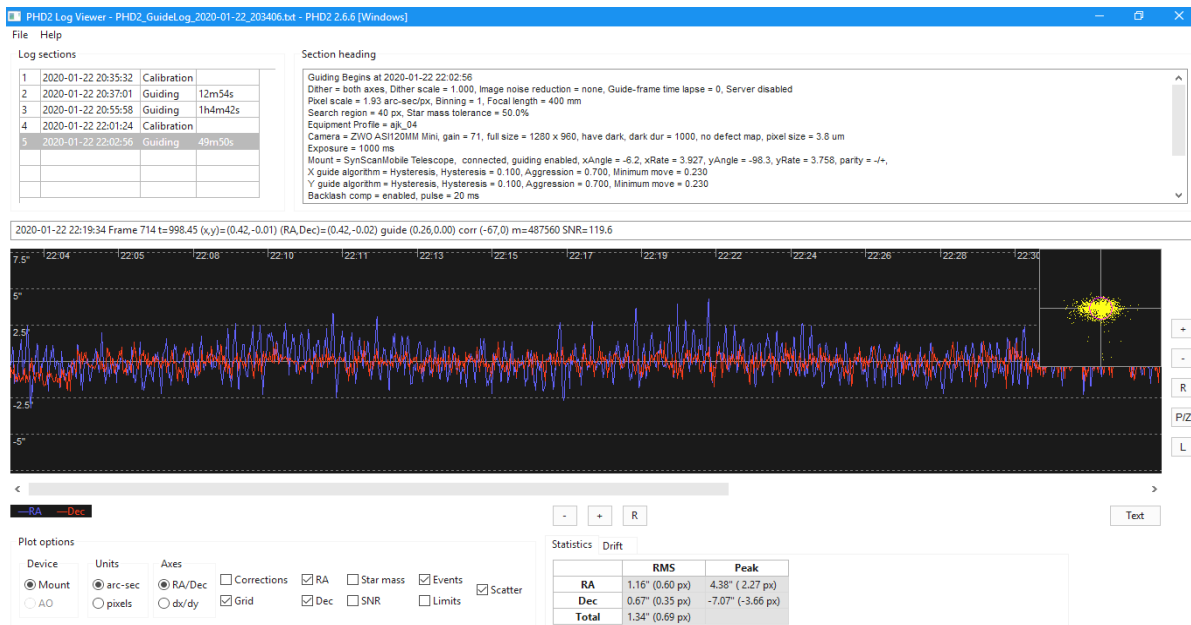 PHD2 Log Viewer - PHD2_GuideLog_2020-01-22_203406.txt - PHD2 2.6.6 [Windows]
File Help
Log sections
1 2020-01-22 20:35:32 Calibration
2 2020-01-22 20:37:01 Guiding 12m54s
3 2020-01-22 20:55:58 Guiding 1h4m42s
4 2020-01-22 22:01:24 Calibration
5 2020-01-22 22:02:56 Guiding 49m50s
Section heading
Guiding Begins at 2020-01-22 22:02:56
Dither = both axes, Dither scale = 1.000, Image noise reduction = none, Guide-frame time lapse = 0, Server disabled
Pixel scale = 1.93 arc-sec/px, Binning = 1, Focal length = 400 mm
Search region = 40 px, Star mass tolerance = 50.0%
Equipment Profile = ajk_04
Camera = ZWO ASI120MM Mini, gain = 71, full size = 1280 x 960, have dark, dark dur = 1000, no defect map, pixel size = 3.8 um
Exposure = 1000 ms
Mount = SynScanMobile Telescope, connected, guiding enabled, xAngle = -6.2, xRate = 3.927, yAngle = -98.3, yRate = 3.758, parity = -/+,
X guide algorithm = Hysteresis, Hysteresis = 0.100, Aggression = 0.700, Minimum move = 0.230
Y guide algorithm = Hysteresis, Hysteresis = 0.100, Aggression = 0.700, Minimum move = 0.230
Backlash comp = enabled, pulse = 20 ms
2020-01-22 22:19:34 Frame 714 t=998.45 (x,y)=(0.42,-0.01) (RA,Dec)=(0.42,-0.02) guide (0.26,0.00) corr (-67,0) m=487560 SNR=119.6
22:04 22:05 22:08 22:10 22:11 22:13 22:15 22:17 22:19 22:22 22:24 22:26 22:28 22:30
7.5"
5"
2.5"
-2.5"
-5"
+
-
R
P/Z
L
—RA —Dec
- + R
Text
Plot options
Device Units Axes
Mount arc-sec RA/Dec Corrections RA Star mass Events Scatter
AO pixels dx/dy Grid Dec SNR Limits
Statistics Drift
RMS Peak
RA 1.16" (0.60 px) 4.38" ( 2.27 px)
Dec 0.67" (0.35 px) -7.07" (-3.66 px)
Total 1.34" (0.69 px)